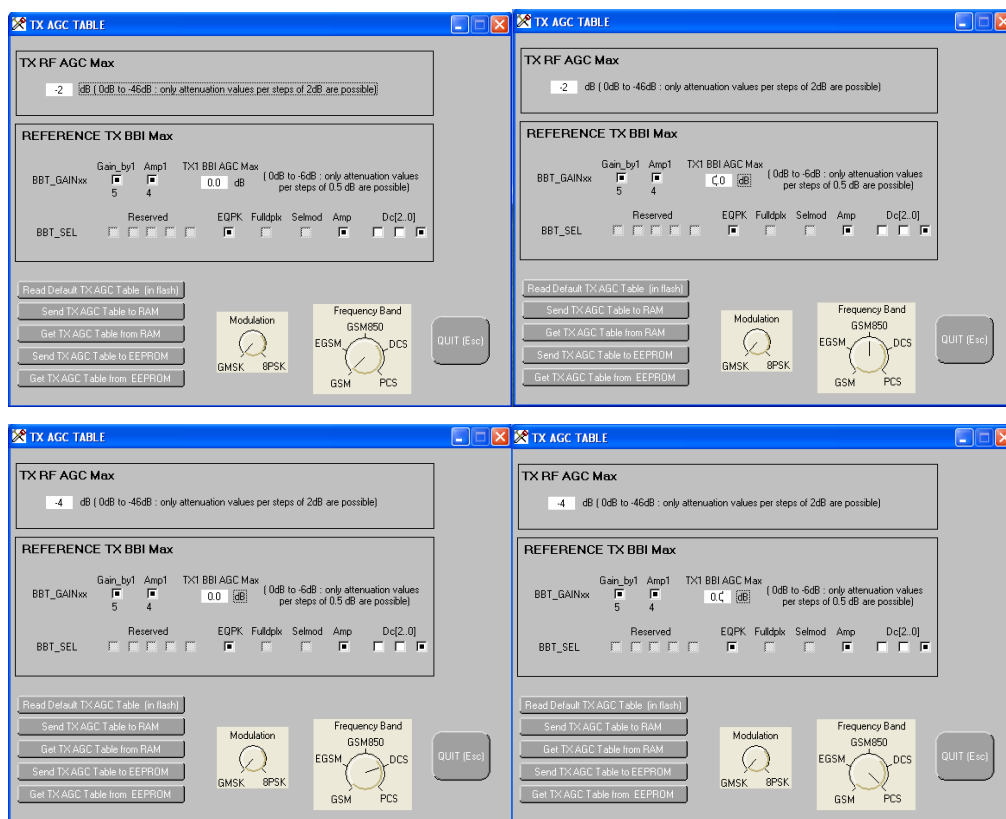 TX AGC TABLE
TX RF AGC Max
-2 dB ( 0dB to -46dB : only attenuation values per steps of 2dB are possible)
REFERENCE TX BBI Max
Gain_by1 Amp1 TX1 BBI AGC Max
BBT_GAINxx 0.0 dB ( 0dB to -6dB : only attenuation values
5 4 per steps of 0.5 dB are possible)
Reserved EQPK Fulldplx Selmod Amp Dc[2..0]
BBT_SEL
Read Default TX AGC Table (in flash)
Send TX AGC Table to RAM
Get TX AGC Table from RAM
Send TX AGC Table to EEPROM
Get TX AGC Table from EEPROM
Modulation
GMSK 8PSK
Frequency Band
GSM850
EGSM DCS
GSM PCS
QUIT (Esc)
TX AGC TABLE
TX RF AGC Max
-2 dB ( 0dB to -46dB : only attenuation values per steps of 2dB are possible)
REFERENCE TX BBI Max
Gain_by1 Amp1 TX1 BBI AGC Max
BBT_GAINxx dB ( 0dB to -6dB : only attenuation values
5 4 per steps of 0.5 dB are possible)
Reserved EQPK Fulldplx Selmod Amp Dc[2..0]
BBT_SEL
Read Default TX AGC Table (in flash)
Send TX AGC Table to RAM
Get TX AGC Table from RAM
Send TX AGC Table to EEPROM
Get TX AGC Table from EEPROM
Modulation
GMSK 8PSK
Frequency Band
GSM850
EGSM DCS
GSM PCS
QUIT (Esc)
TX AGC TABLE
TX RF AGC Max
-4 dB ( 0dB to -46dB : only attenuation values per steps of 2dB are possible)
REFERENCE TX BBI Max
Gain_by1 Amp1 TX1 BBI AGC Max
BBT_GAINxx 0.0 dB ( 0dB to -6dB : only attenuation values
5 4 per steps of 0.5 dB are possible)
Reserved EQPK Fulldplx Selmod Amp Dc[2..0]
BBT_SEL
Read Default TX AGC Table (in flash)
Send TX AGC Table to RAM
Get TX AGC Table from RAM
Send TX AGC Table to EEPROM
Get TX AGC Table from EEPROM
Modulation
GMSK 8PSK
Frequency Band
GSM850
EGSM DCS
GSM PCS
QUIT (Esc)
TX AGC TABLE
TX RF AGC Max
-4 dB ( 0dB to -46dB : only attenuation values per steps of 2dB are possible)
REFERENCE TX BBI Max
Gain_by1 Amp1 TX1 BBI AGC Max
BBT_GAINxx dB ( 0dB to -6dB : only attenuation values
5 4 per steps of 0.5 dB are possible)
Reserved EQPK Fulldplx Selmod Amp Dc[2..0]
BBT_SEL
Read Default TX AGC Table (in flash)
Send TX AGC Table to RAM
Get TX AGC Table from RAM
Send TX AGC Table to EEPROM
Get TX AGC Table from EEPROM
Modulation
GMSK 8PSK
Frequency Band
GSM850
EGSM DCS
GSM PCS
QUIT (Esc)